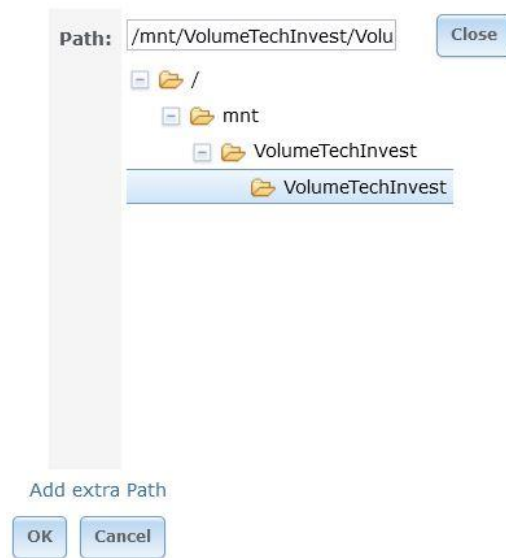 Path: /mnt/VolumeTechInvest/Volu Close
/
mnt
VolumeTechInvest
VolumeTechInvest
Add extra Path
OK Cancel